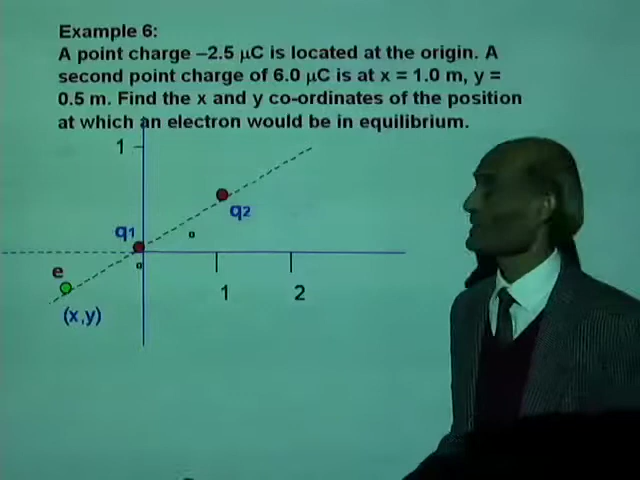 Example 6:
A point charge –2.5 µC is located at the origin. A
second point charge of 6.0 µC is at x = 1.0 m, y =
0.5 m. Find the x and y co-ordinates of the position
at which an electron would be in equilibrium.
1
q2
q1
e
1 2
(x,y)